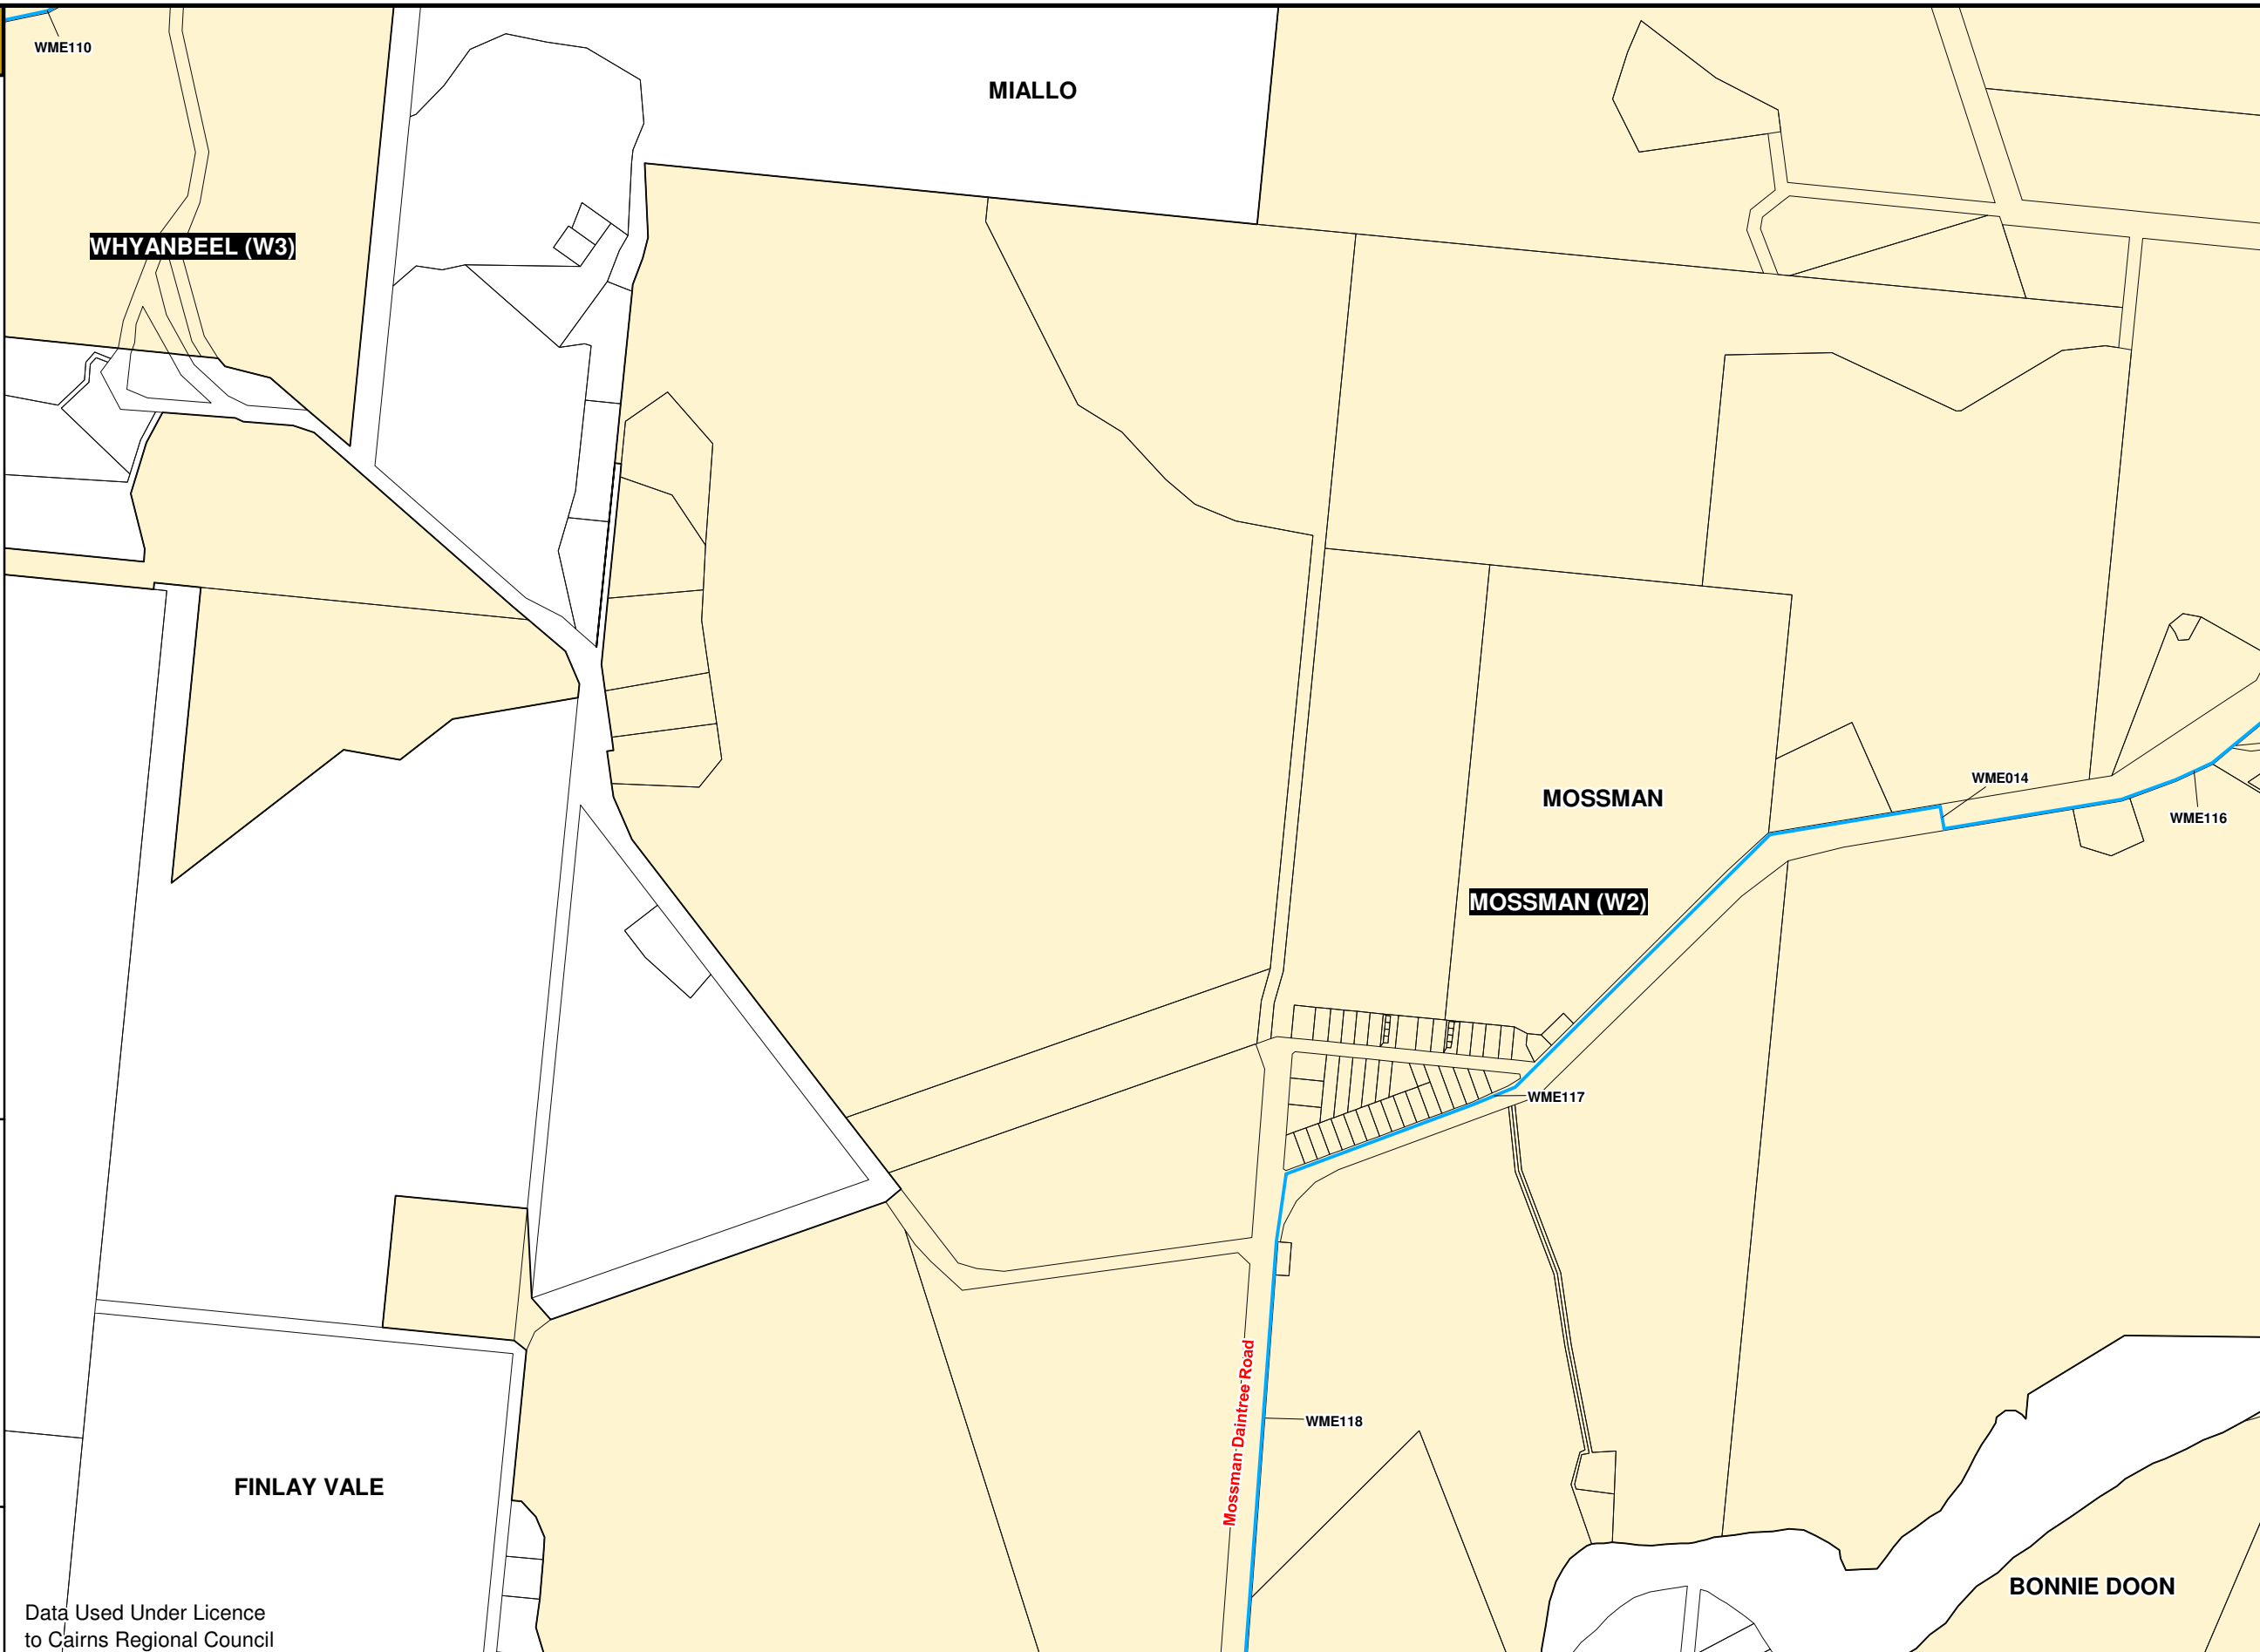 WME110
MIALLO
WHYANBEEL (W3)
WME014
MOSSMAN
WME116
MOSSMAN (W2)
WME117
Mossman Daintree Road
WME118
FINLAY VALE
BONNIE DOON
Data Used Under Licence
to Cairns Regional Council